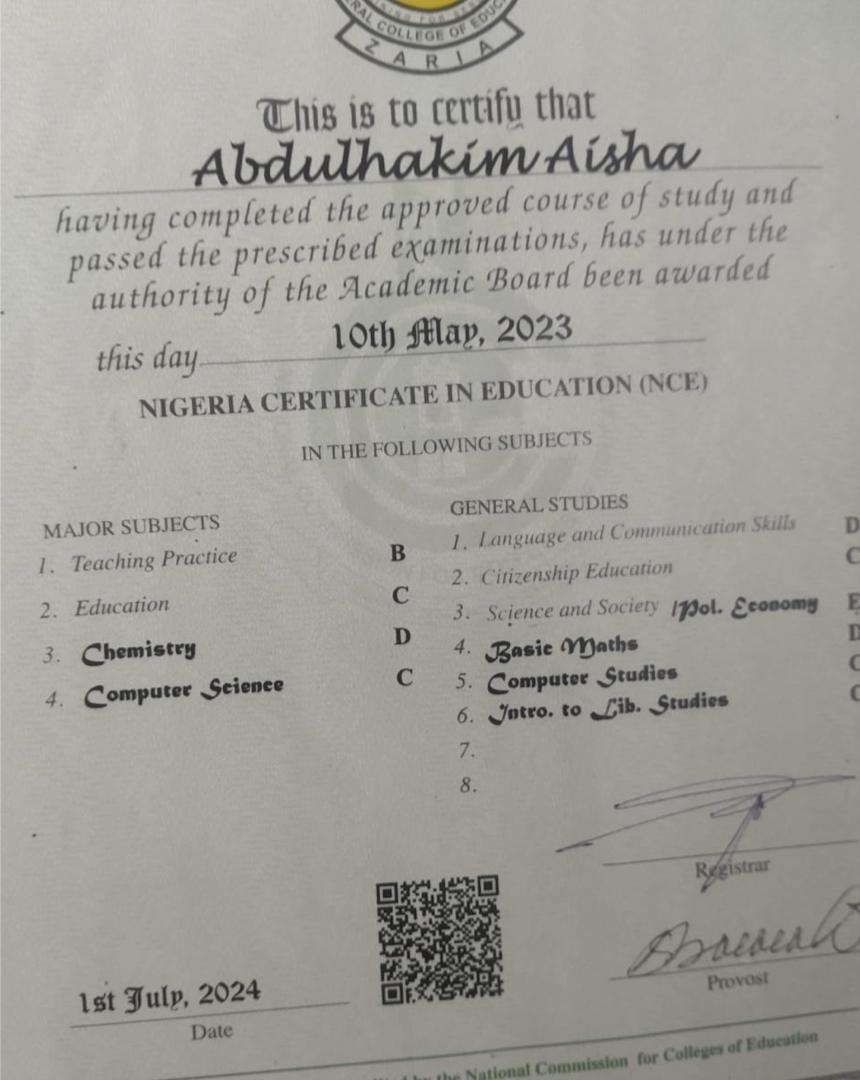 ZARIA
This is to certify that
Abdulhakim Aisha
having completed the approved course of study and
passed the prescribed examinations, has under the
authority of the Academic Board been awarded
this day 10th May, 2023
NIGERIA CERTIFICATE IN EDUCATION (NCE)
IN THE FOLLOWING SUBJECTS
MAJOR SUBJECTS
1. Teaching Practice B
2. Education C
3. Chemistry D
4. Computer Science C
GENERAL STUDIES
1. Language and Communication Skills D
2. Citizenship Education C
3. Science and Society /Pol. Economy E
4. Basic Maths D
5. Computer Studies C
6. Intro. to Lib. Studies C
7.
8.
Registrar
Provost
1st July, 2024
Date
by the National Commission for Colleges of Education